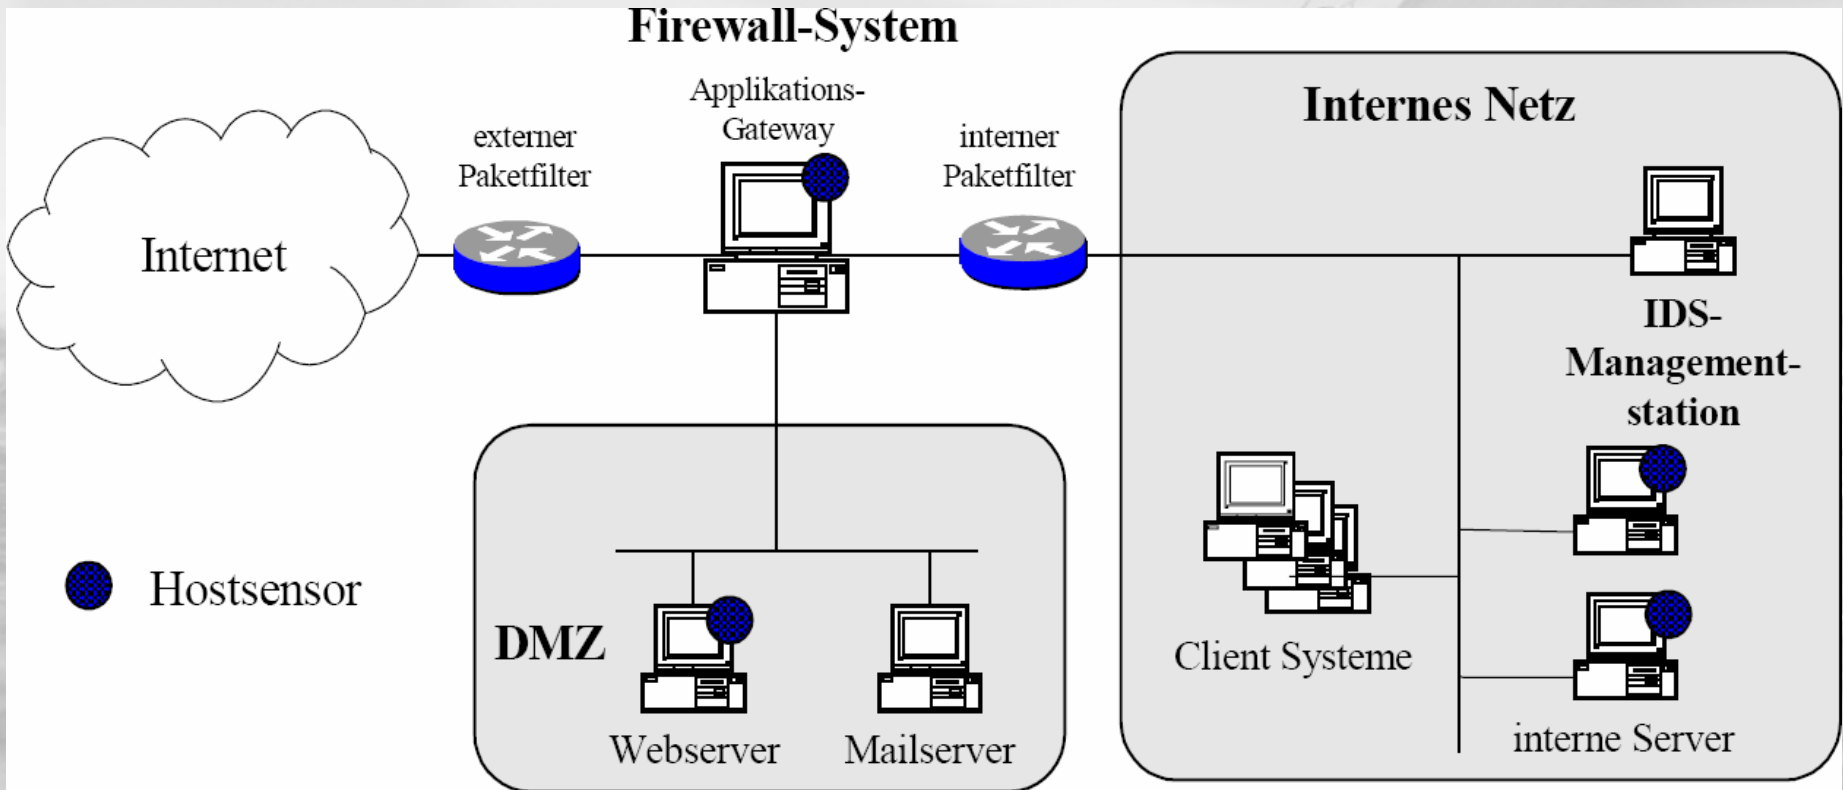 Firewall-System
Applikations-
Gateway
externer
Paketfilter
interner
Paketfilter
Internet
Internes Netz
IDS-
Management-
station
Client Systeme
interne Server
Hostsensor
DMZ
Webserver
Mailserver